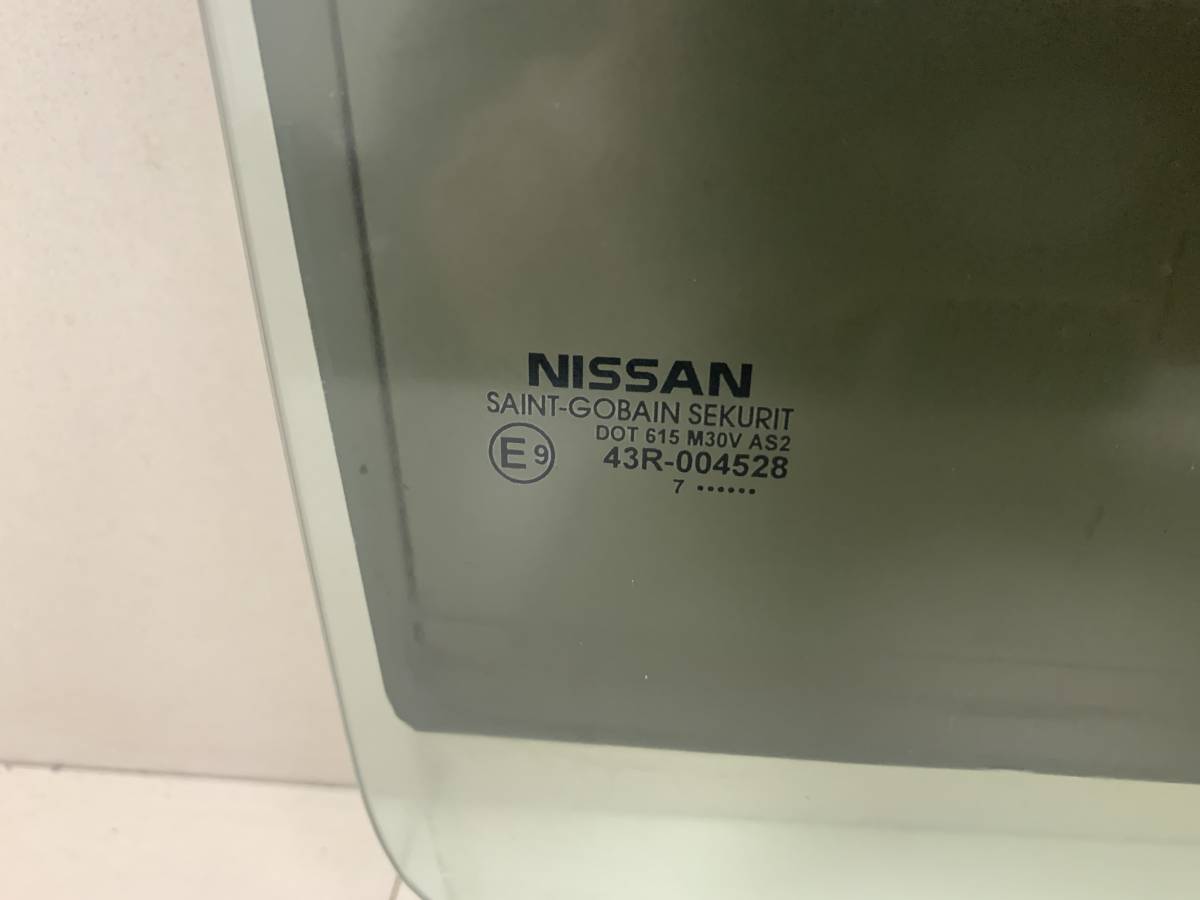 NISSAN
SAINT-GOBAIN SEKURIT
DOT 615 M30V AS2
E9 43R-004528
7 ••••••